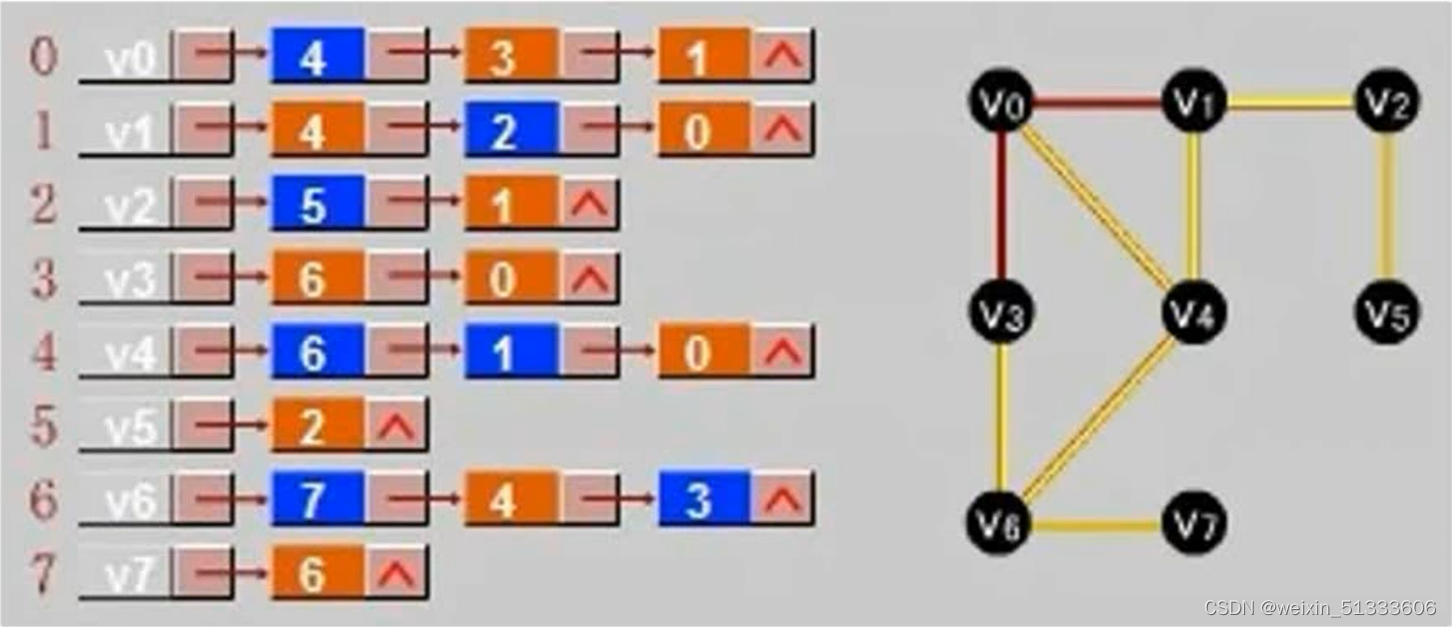 0 v0 4 3 1 ^
1 v1 4 2 0 ^
2 v2 5 1 ^
3 v3 6 0 ^
4 v4 6 1 0 ^
5 v5 2 ^
6 v6 7 4 3 ^
7 v7 6 ^
V0 V1 V2
V3 V4 V5
V6 V7
CSDN @weixin_51333606